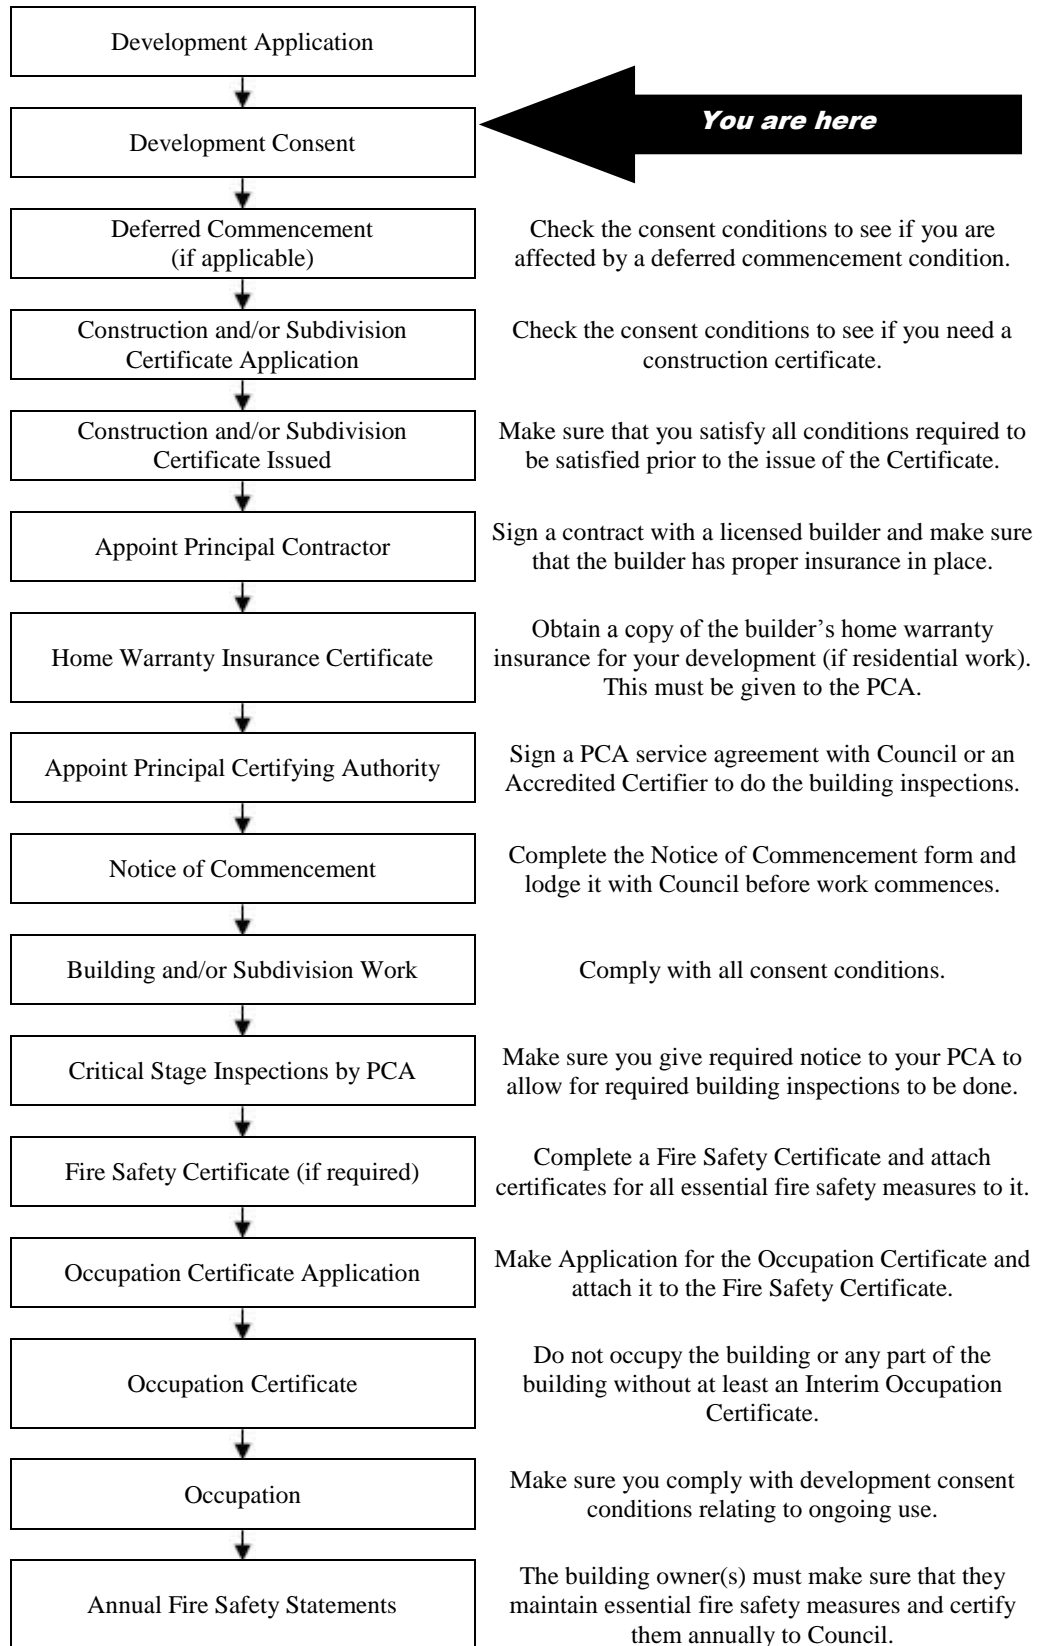 Development Application
Development Consent
You are here
Deferred Commencement
(if applicable)
Check the consent conditions to see if you are
affected by a deferred commencement condition.
Construction and/or Subdivision
Certificate Application
Check the consent conditions to see if you need a
construction certificate.
Construction and/or Subdivision
Certificate Issued
Make sure that you satisfy all conditions required to
be satisfied prior to the issue of the Certificate.
Appoint Principal Contractor
Sign a contract with a licensed builder and make sure
that the builder has proper insurance in place.
Home Warranty Insurance Certificate
Obtain a copy of the builder’s home warranty
insurance for your development (if residential work).
This must be given to the PCA.
Appoint Principal Certifying Authority
Sign a PCA service agreement with Council or an
Accredited Certifier to do the building inspections.
Notice of Commencement
Complete the Notice of Commencement form and
lodge it with Council before work commences.
Building and/or Subdivision Work
Comply with all consent conditions.
Critical Stage Inspections by PCA
Make sure you give required notice to your PCA to
allow for required building inspections to be done.
Fire Safety Certificate (if required)
Complete a Fire Safety Certificate and attach
certificates for all essential fire safety measures to it.
Occupation Certificate Application
Make Application for the Occupation Certificate and
attach it to the Fire Safety Certificate.
Occupation Certificate
Do not occupy the building or any part of the
building without at least an Interim Occupation
Certificate.
Occupation
Make sure you comply with development consent
conditions relating to ongoing use.
Annual Fire Safety Statements
The building owner(s) must make sure that they
maintain essential fire safety measures and certify
them annually to Council.